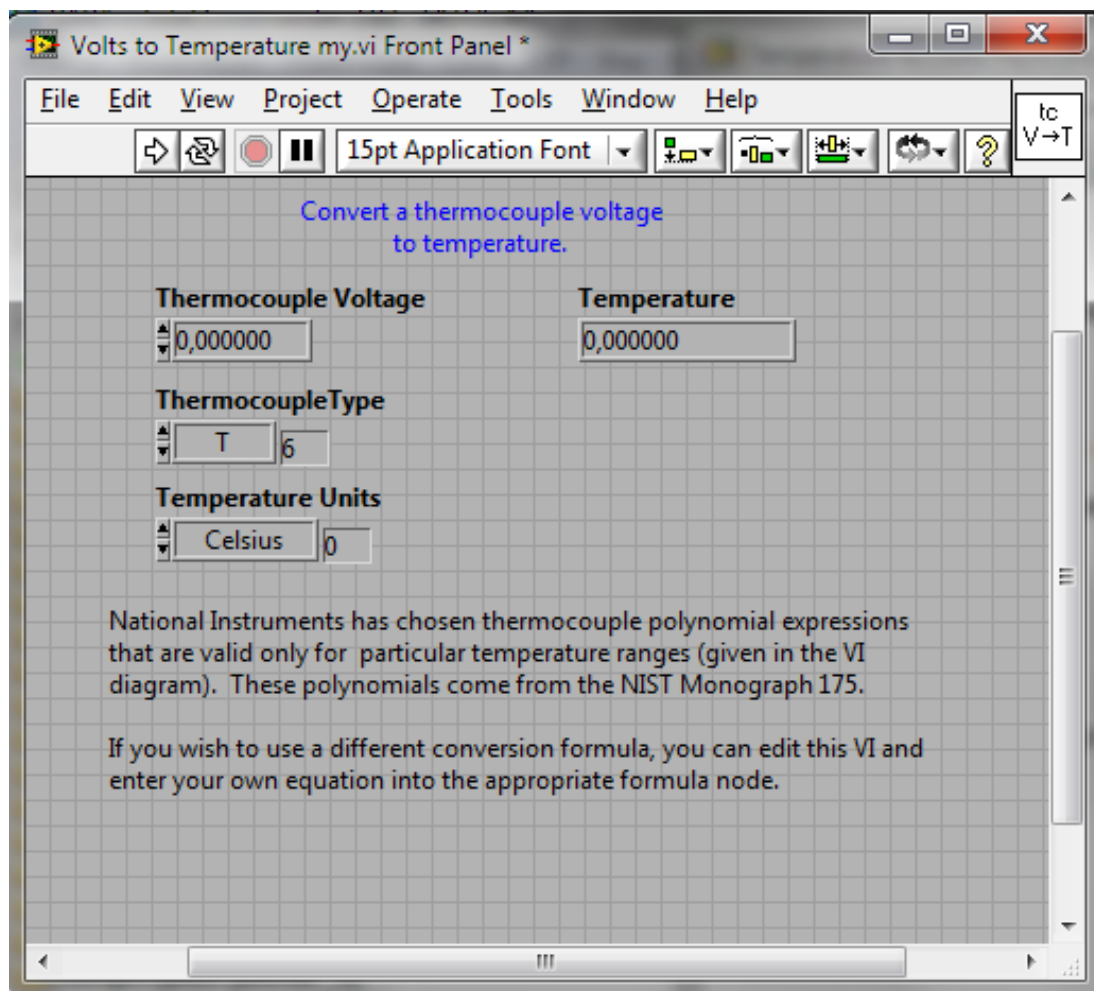 Volts to Temperature my.vi Front Panel *
File Edit View Project Operate Tools Window Help
15pt Application Font
tc
V→T
Convert a thermocouple voltage
to temperature.
Thermocouple Voltage Temperature
0,000000 0,000000
ThermocoupleType
T 6
Temperature Units
Celsius 0
National Instruments has chosen thermocouple polynomial expressions
that are valid only for particular temperature ranges (given in the VI
diagram). These polynomials come from the NIST Monograph 175.
If you wish to use a different conversion formula, you can edit this VI and
enter your own equation into the appropriate formula node.